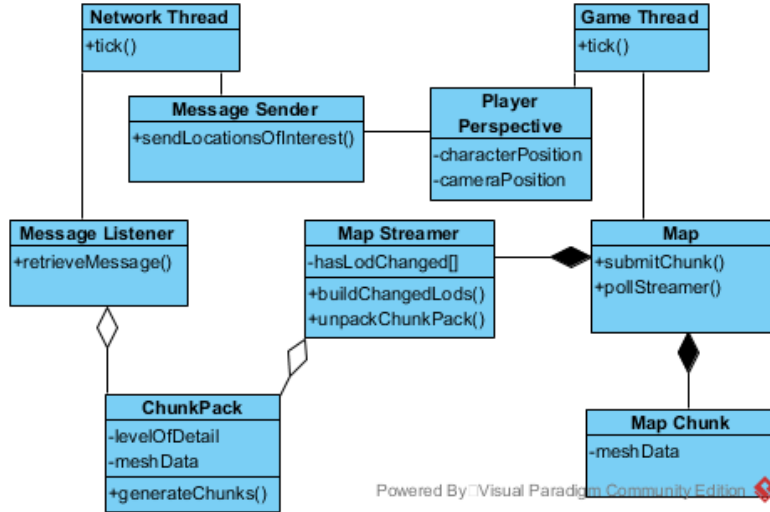 Network Thread
+tick()
Game Thread
+tick()
Message Sender
+sendLocationsOfInterest()
Player
Perspective
-characterPosition
-cameraPosition
Message Listener
+retrieveMessage()
Map Streamer
-hasLodChanged[]
+buildChangedLods()
+unpackChunkPack()
Map
+submitChunk()
+pollStreamer()
ChunkPack
-levelOfDetail
-meshData
+generateChunks()
Map Chunk
-meshData
Powered By Visual Paradigm Community Edition